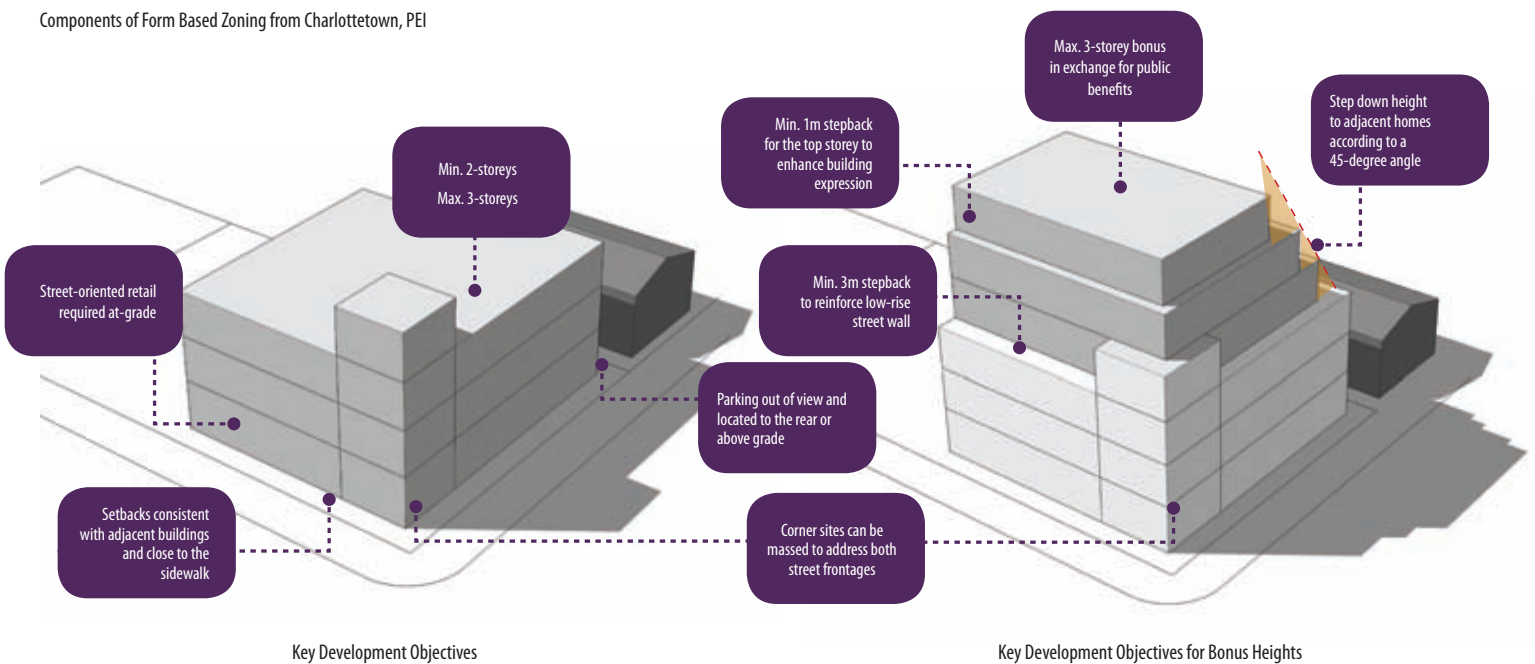 Components of Form Based Zoning from Charlottetown, PEI
Min. 2-storeys
Max. 3-storeys
Street-oriented retail
required at-grade
Setbacks consistent
with adjacent buildings
and close to the
sidewalk
Parking out of view and
located to the rear or
above grade
Corner sites can be
massed to address both
street frontages
Min. 1m stepback
for the top storey to
enhance building
expression
Max. 3-storey bonus
in exchange for public
benefits
Step down height
to adjacent homes
according to a
45-degree angle
Min. 3m stepback
to reinforce low-rise
street wall
Key Development Objectives
Key Development Objectives for Bonus Heights